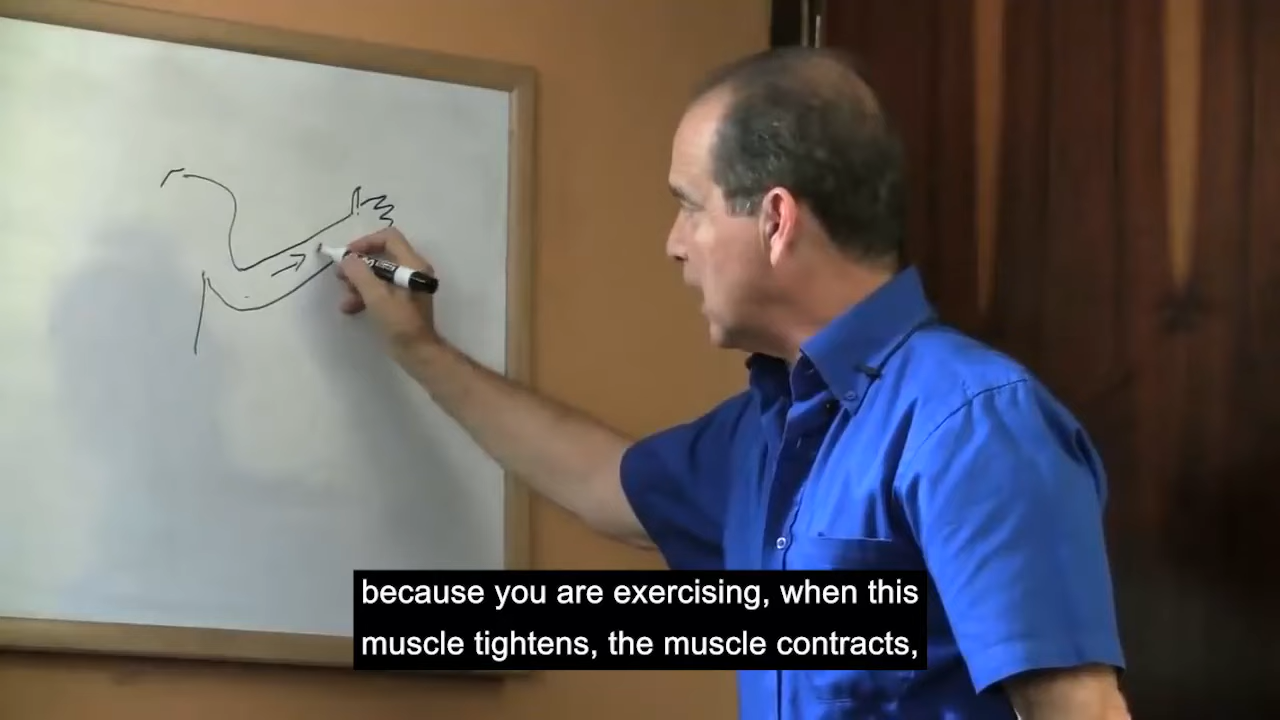 because you are exercising, when this
muscle tightens, the muscle contracts,